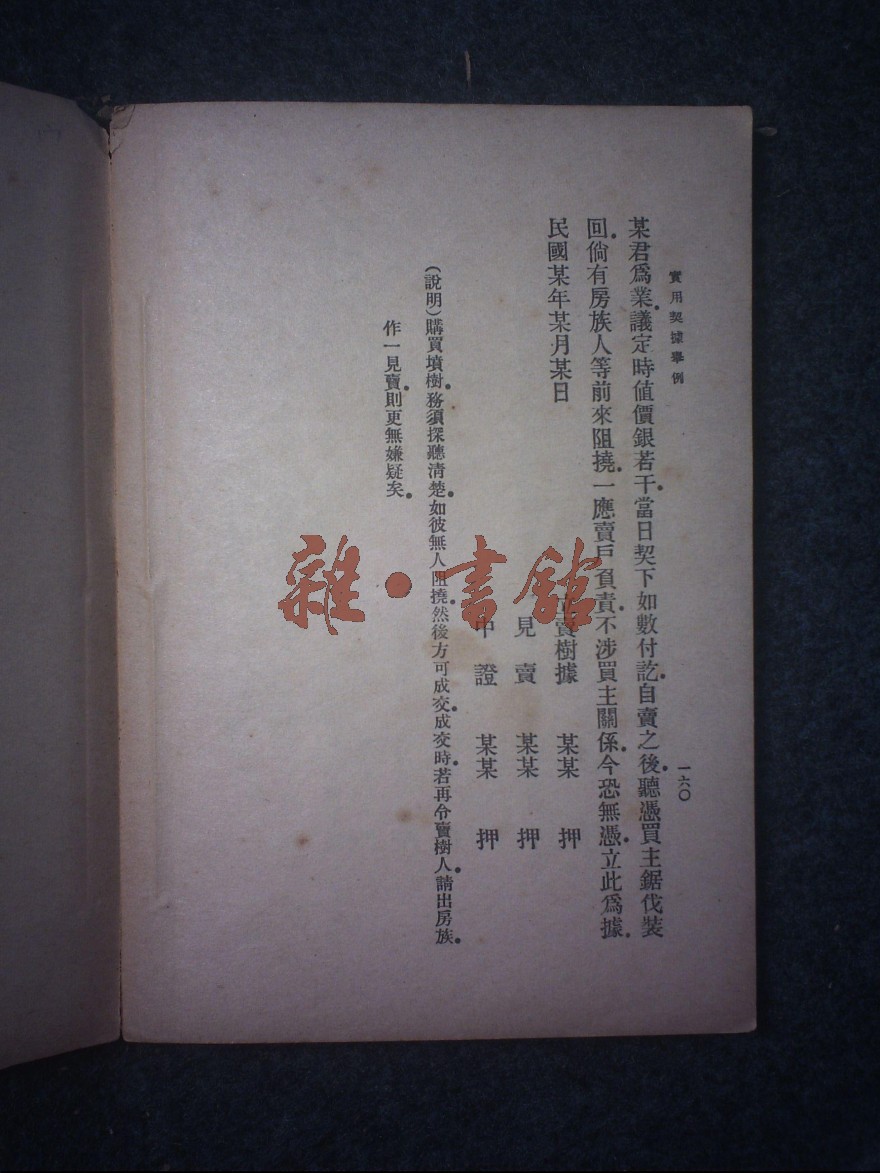 實用契據舉例
一六〇
某君爲業。議定時値價銀若干。當日契下如數付訖。自賣之後。聽憑買主鋸伐裝
回。倘有房族人等前來阻撓。一應賣戶負責。不涉買主關係。今恐無憑。立此爲據。
民國某年某月某日
立賣樹據 某某 押
見賣 某某 押
中證 某某 押
(說明)購買墳樹。務須探聽淸楚。如彼無人阻撓。然後方可成交。成交時。若再令賣樹人。請出房族。
作一見賣。則更無嫌疑矣。
雜·書館